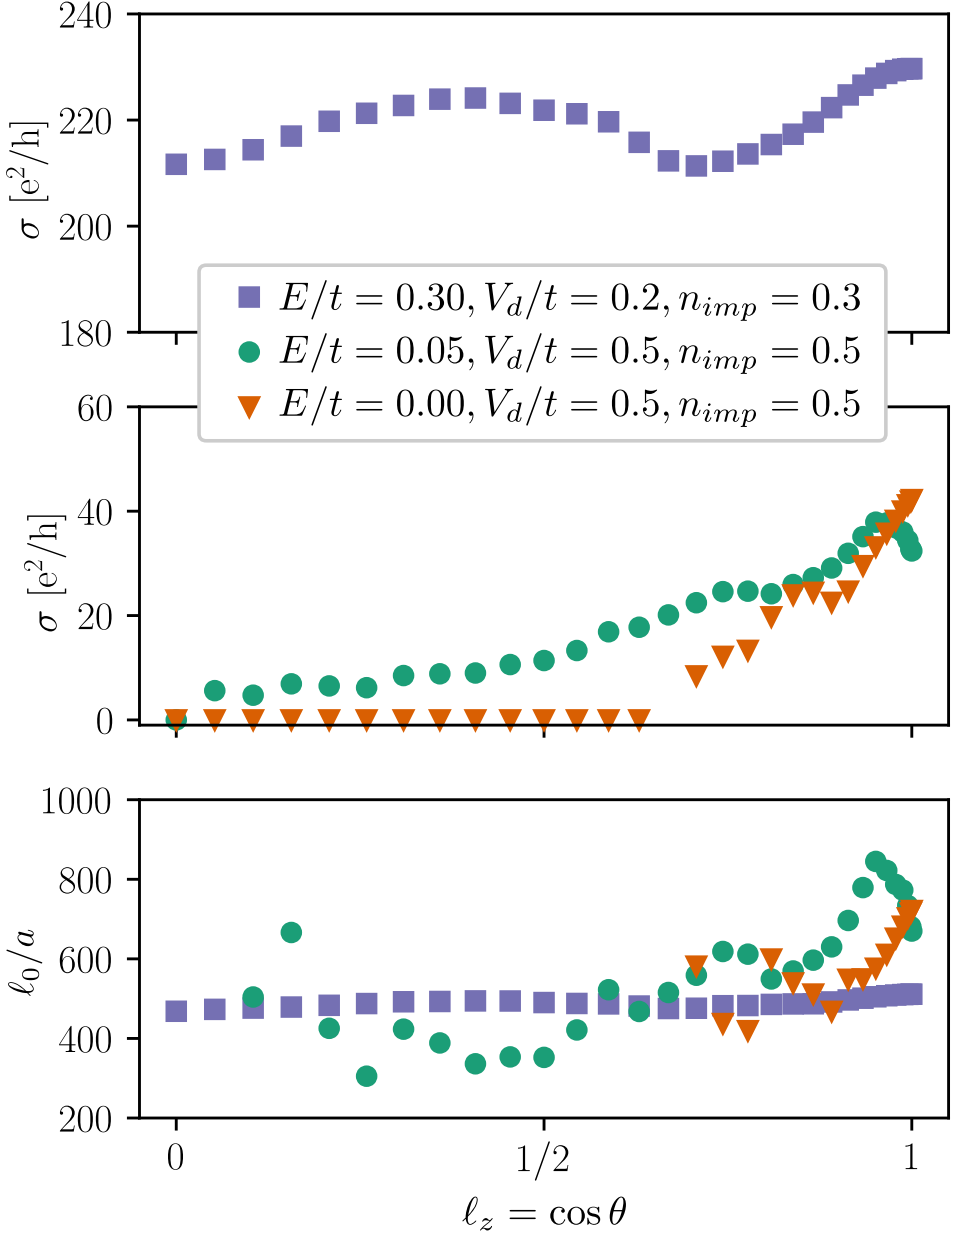 240
220
200
180
σ [e²/h]
E/t = 0.30, V_d/t = 0.2, n_imp = 0.3
E/t = 0.05, V_d/t = 0.5, n_imp = 0.5
E/t = 0.00, V_d/t = 0.5, n_imp = 0.5
60
40
20
0
σ [e²/h]
1000
800
600
400
200
ℓ₀/a
0 1/2 1
ℓ_z = cos θ